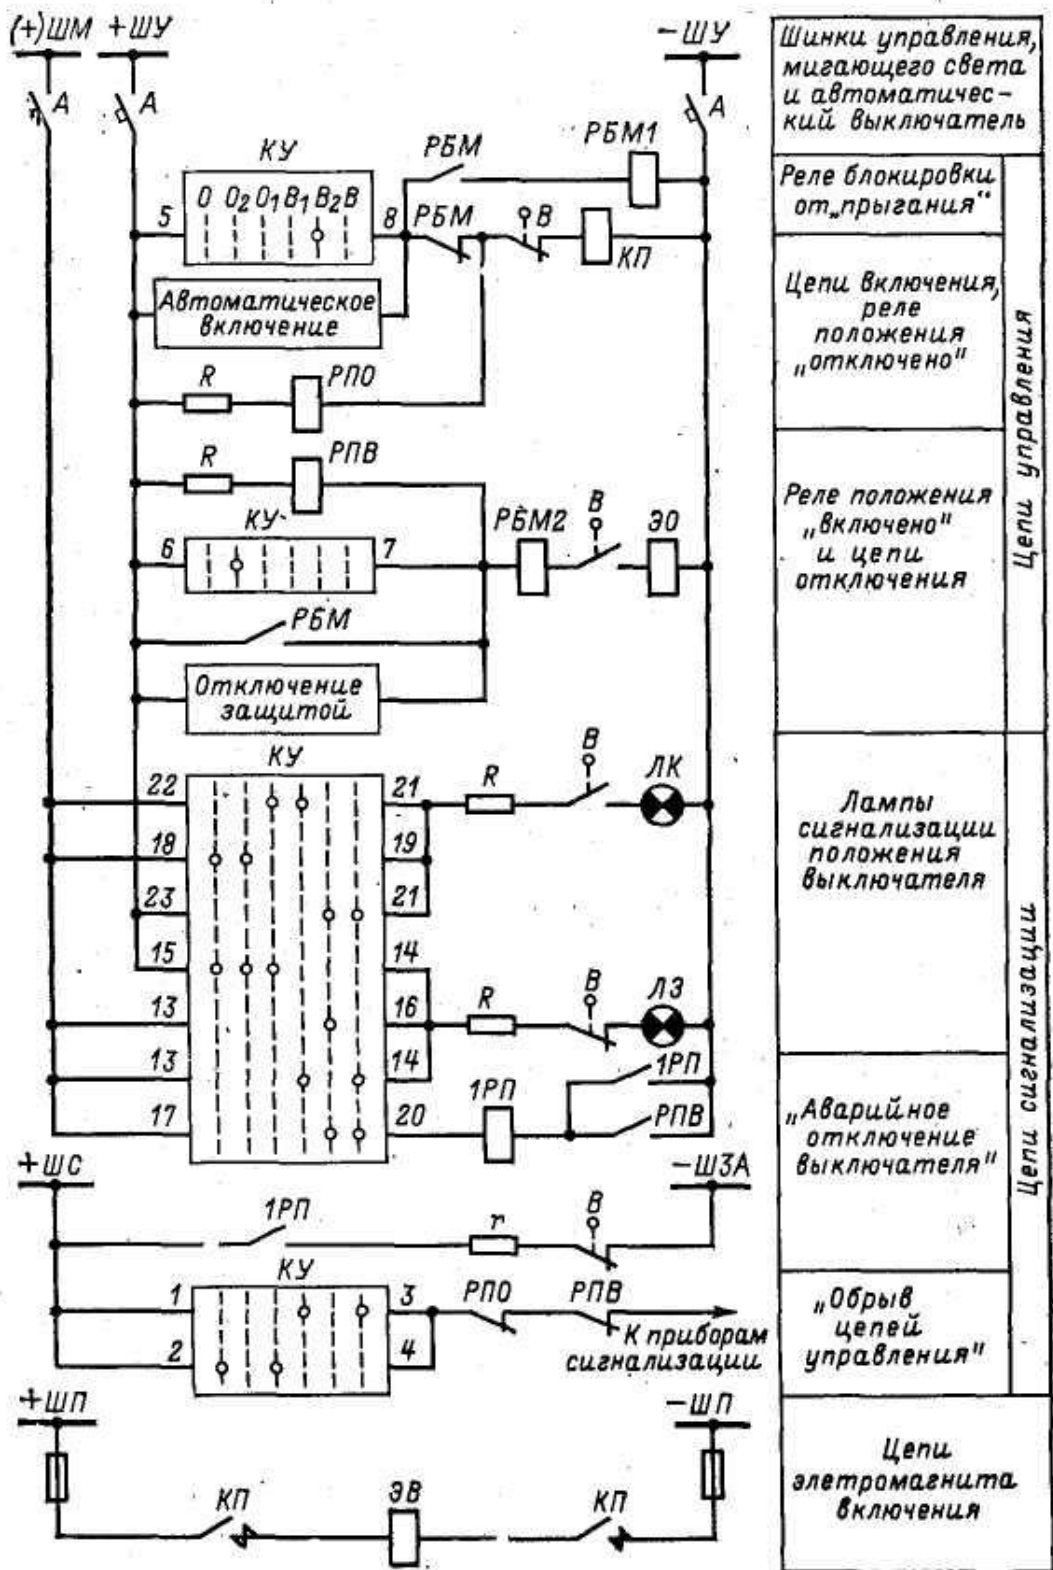 (+)ШМ +ШУ -ШУ
А А А
КУ
О О2 О1 В1 В2 В
5 8
РБМ РБМ1
РБМ В КП
Автоматическое
включение
R РПО
R РПВ
КУ
6 7
РБМ2 В ЭО
РБМ
Отключение
защитой
КУ
22 21 R В ЛК
18 19
23 21
15 14
13 16 R В ЛЗ
13 14
17 20 1РП 1РП
РПВ
+ШС -ШЗА
1РП r В
КУ
1 3 РПО РПВ
2 4
К приборам
сигнализации
+ШП -ШП
КП ЭВ КП
Шинки управления,
мигающего света
и автоматичес-
кий выключатель
Реле блокировки
от „прыгания"
Цепи включения,
реле
положения
„отключено"
Реле положения
„включено"
и цепи
отключения
Цепи управления
Лампы
сигнализации
положения
выключателя
„Аварийное
отключение
выключателя"
„Обрыв
цепей
управления"
Цепи сигнализации
Цепи
элетромагнита
включения